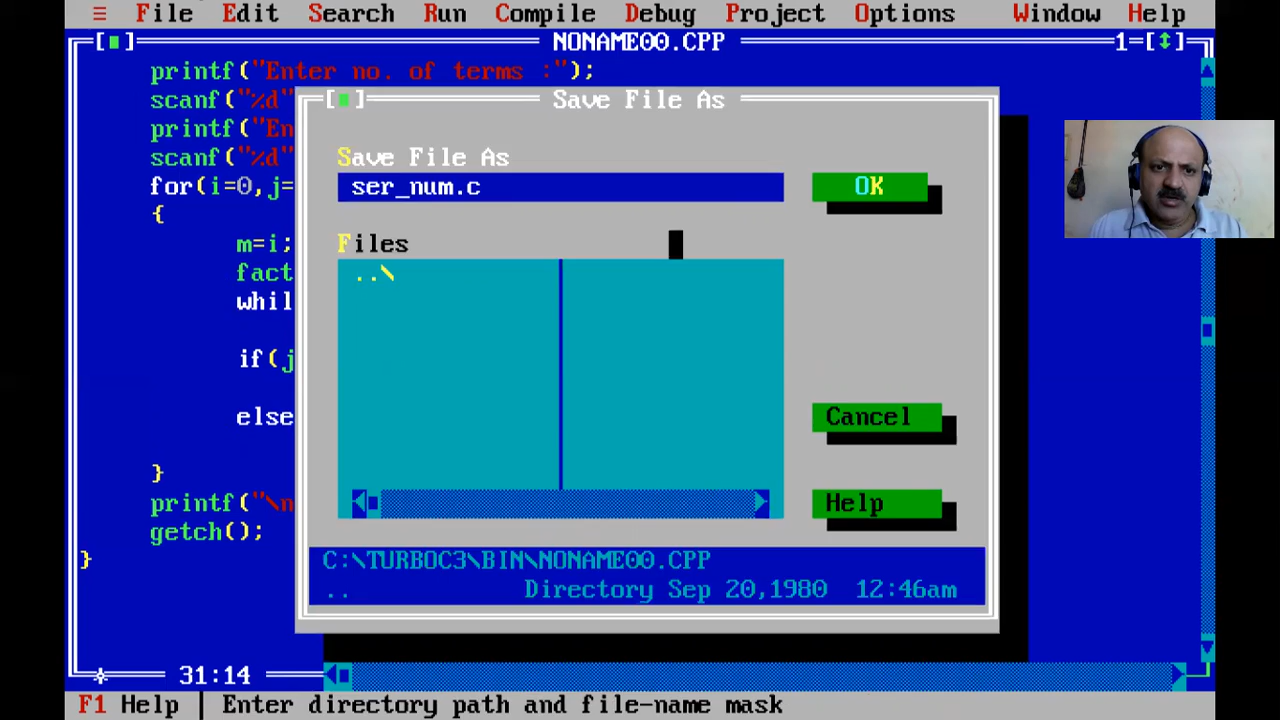 ≡ File Edit Search Run Compile Debug Project Options Window Help
[■] NONAME00.CPP 1=[↕]
printf("Enter no. of terms :");
scanf("%d"
printf("En
scanf("%d"
for(i=0,j=
{
m=i;
fact
whil
if(j
else
}
printf("\n
getch();
}
[■] Save File As
Save File As
ser_num.c
OK
Files
..\
Cancel
Help
C:\TURBOC3\BIN\NONAME00.CPP
.. Directory Sep 20,1980 12:46am
31:14
F1 Help | Enter directory path and file-name mask